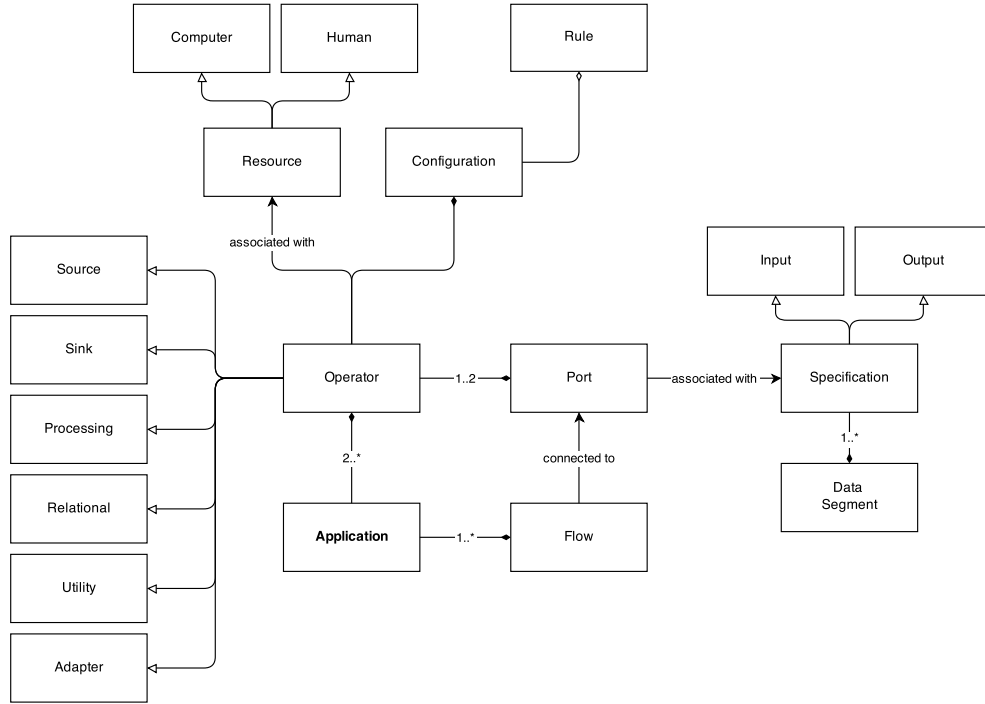 Computer
Human
Rule
Resource
Configuration
associated with
Source
Input
Output
Sink
Operator
1..2
Port
associated with
Specification
Processing
2..*
connected to
1..*
Relational
Application
1..*
Flow
Data
Segment
Utility
Adapter